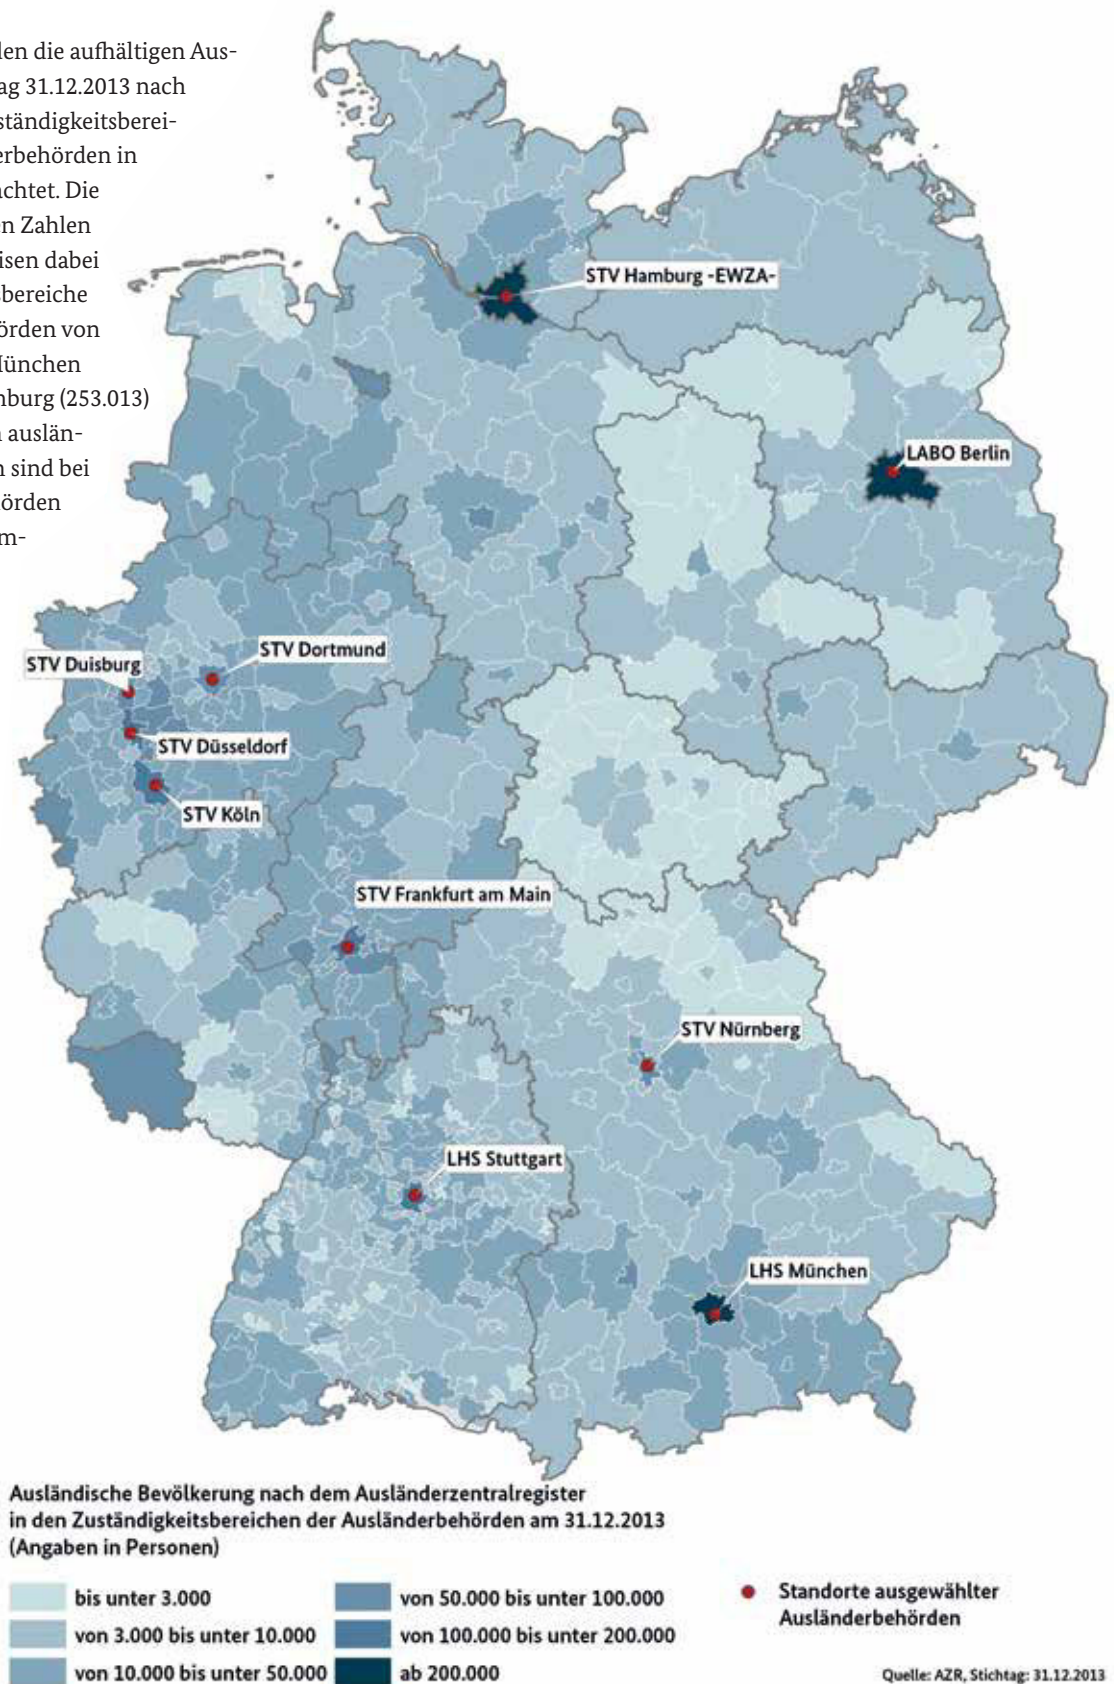 len die aufhältigen Aus-
ag 31.12.2013 nach
ständigkeitsberei-
erbehörden in
chtet. Die
en Zahlen
isen dabei
sbereiche
örden von
München
nburg (253.013)
n auslän-
n sind bei
örden
m-
STV Hamburg -EWZA-
LABO Berlin
STV Dortmund
STV Duisburg
STV Düsseldorf
STV Köln
STV Frankfurt am Main
STV Nürnberg
LHS Stuttgart
LHS München
Ausländische Bevölkerung nach dem Ausländerzentralregister
in den Zuständigkeitsbereichen der Ausländerbehörden am 31.12.2013
(Angaben in Personen)
bis unter 3.000
von 3.000 bis unter 10.000
von 10.000 bis unter 50.000
von 50.000 bis unter 100.000
von 100.000 bis unter 200.000
ab 200.000
Standorte ausgewählter
Ausländerbehörden
Quelle: AZR, Stichtag: 31.12.2013